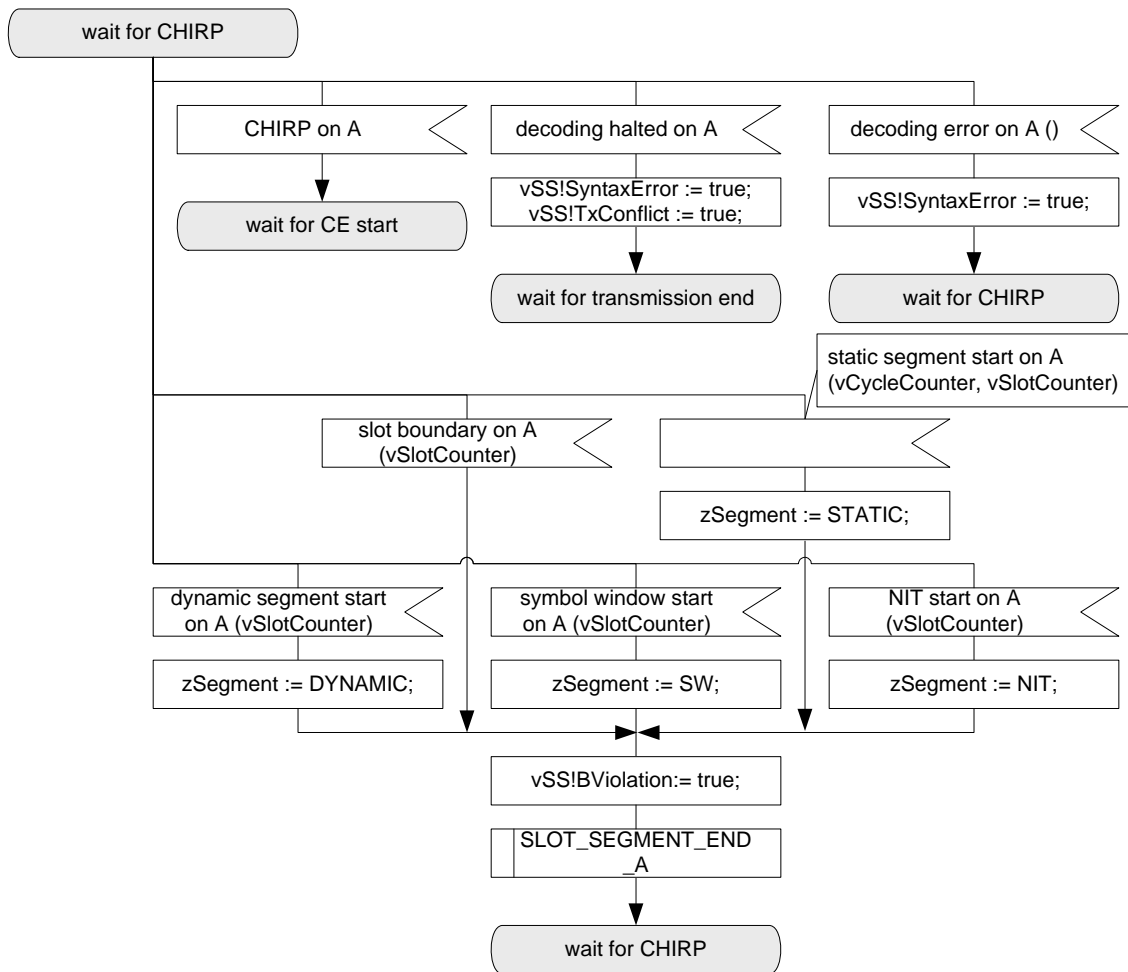 wait for CHIRP
CHIRP on A
decoding halted on A
decoding error on A ()
vSS!SyntaxError := true;
vSS!TxConflict := true;
vSS!SyntaxError := true;
wait for CE start
wait for transmission end
wait for CHIRP
static segment start on A
(vCycleCounter, vSlotCounter)
slot boundary on A
(vSlotCounter)
zSegment := STATIC;
dynamic segment start
on A (vSlotCounter)
symbol window start
on A (vSlotCounter)
NIT start on A
(vSlotCounter)
zSegment := DYNAMIC;
zSegment := SW;
zSegment := NIT;
vSS!BViolation:= true;
SLOT_SEGMENT_END
_A
wait for CHIRP